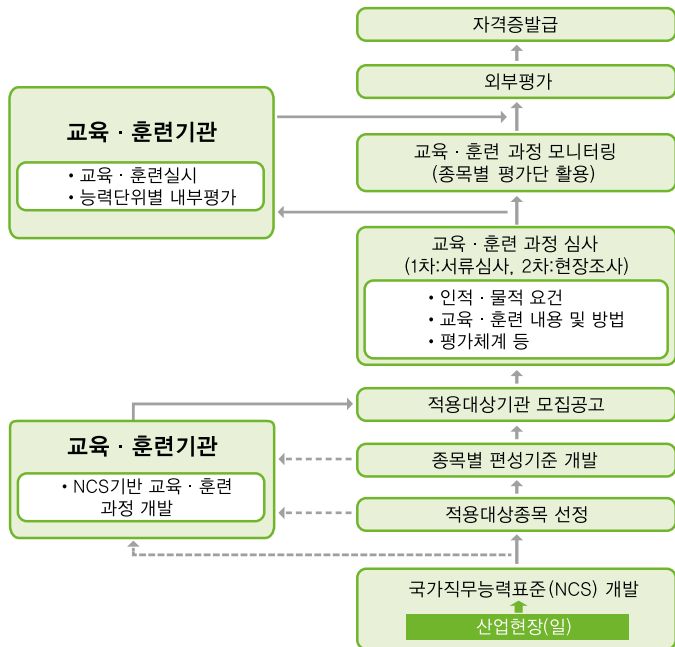 자격증발급
외부평가
교육 · 훈련기관
• 교육 · 훈련실시
• 능력단위별 내부평가
교육 · 훈련 과정 모니터링
(종목별 평가단 활용)
교육 · 훈련 과정 심사
(1차:서류심사, 2차:현장조사)
• 인적 · 물적 요건
• 교육 · 훈련 내용 및 방법
• 평가체계 등
적용대상기관 모집공고
교육 · 훈련기관
• NCS기반 교육 · 훈련
과정 개발
종목별 편성기준 개발
적용대상종목 선정
국가직무능력표준(NCS) 개발
산업현장(일)